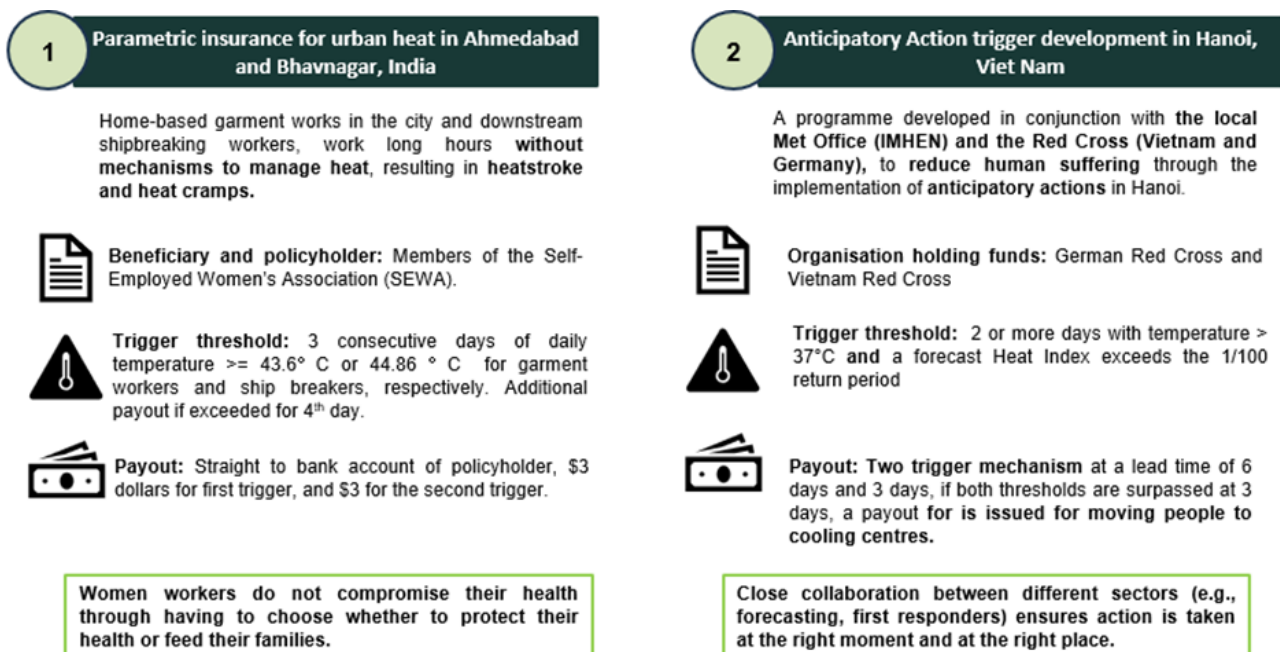 1
Parametric insurance for urban heat in Ahmedabad
and Bhavnagar, India
Home-based garment works in the city and downstream
shipbreaking workers, work long hours without
mechanisms to manage heat, resulting in heatstroke
and heat cramps.
Beneficiary and policyholder: Members of the Self-
Employed Women's Association (SEWA).
Trigger threshold: 3 consecutive days of daily
temperature >= 43.6° C or 44.86 ° C for garment
workers and ship breakers, respectively. Additional
payout if exceeded for 4th day.
Payout: Straight to bank account of policyholder, $3
dollars for first trigger, and $3 for the second trigger.
Women workers do not compromise their health
through having to choose whether to protect their
health or feed their families.
2
Anticipatory Action trigger development in Hanoi,
Viet Nam
A programme developed in conjunction with the local
Met Office (IMHEN) and the Red Cross (Vietnam and
Germany), to reduce human suffering through the
implementation of anticipatory actions in Hanoi.
Organisation holding funds: German Red Cross and
Vietnam Red Cross
Trigger threshold: 2 or more days with temperature >
37°C and a forecast Heat Index exceeds the 1/100
return period
Payout: Two trigger mechanism at a lead time of 6
days and 3 days, if both thresholds are surpassed at 3
days, a payout for is issued for moving people to
cooling centres.
Close collaboration between different sectors (e.g.,
forecasting, first responders) ensures action is taken
at the right moment and at the right place.